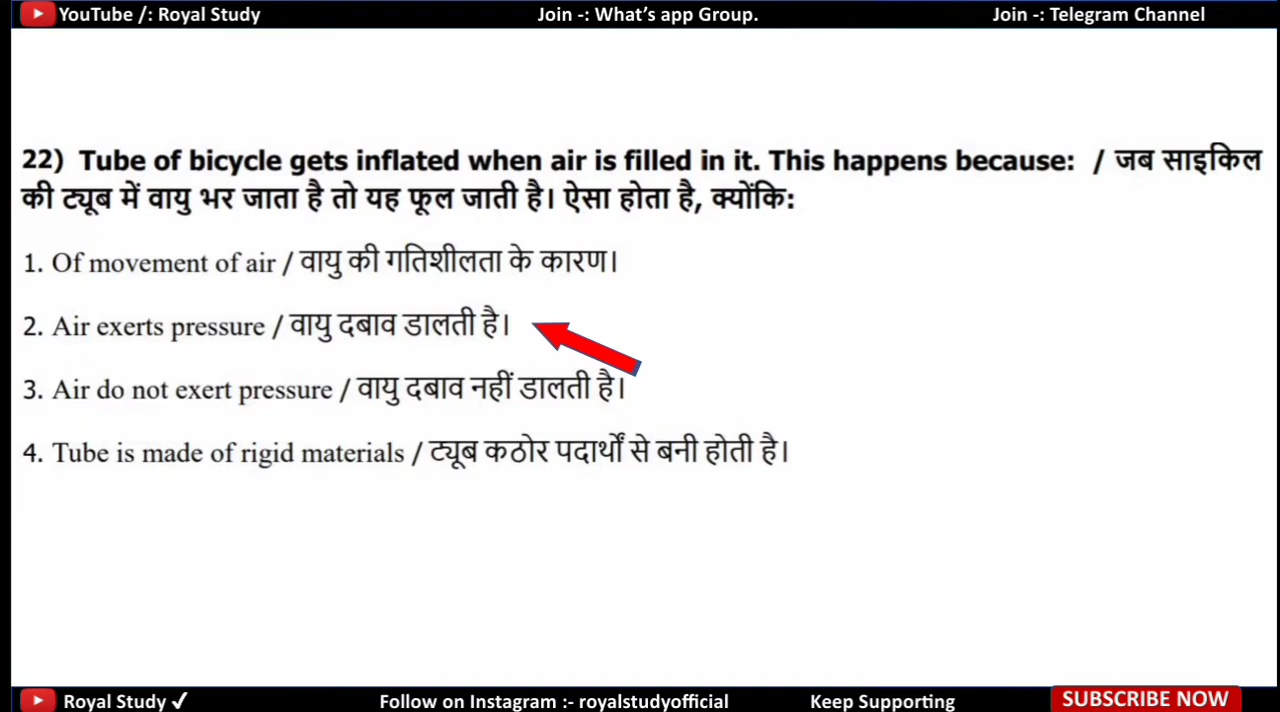 YouTube /: Royal Study Join -: What's app Group. Join -: Telegram Channel
22) Tube of bicycle gets inflated when air is filled in it. This happens because: / जब साइकिल
की ट्यूब में वायु भर जाता है तो यह फूल जाती है। ऐसा होता है, क्योंकि:
1. Of movement of air / वायु की गतिशीलता के कारण।
2. Air exerts pressure / वायु दबाव डालती है।
3. Air do not exert pressure / वायु दबाव नहीं डालती है।
4. Tube is made of rigid materials / ट्यूब कठोर पदार्थों से बनी होती है।
Royal Study ✓ Follow on Instagram :- royalstudyofficial Keep Supporting SUBSCRIBE NOW